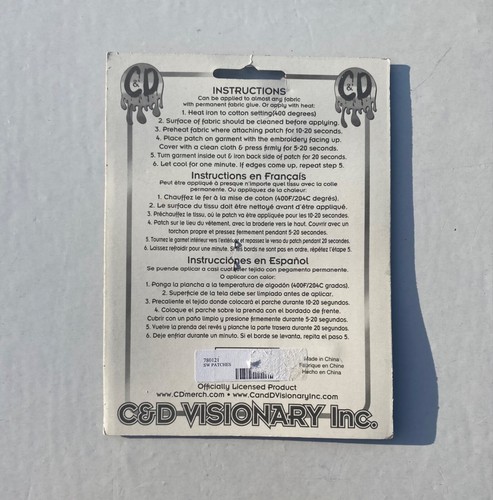 C&D
C&D
INSTRUCTIONS
Can be applied to almost any fabric
with permanent fabric glue. Or apply with heat:
1. Heat iron to cotton setting(400 degrees)
2. Surface of fabric should be cleaned before applying.
3. Preheat fabric where attaching patch for 10-20 seconds.
4. Place patch on garment with the embroidery facing up.
Cover with a clean cloth & press firmly for 5-20 seconds.
5. Turn garment inside out & iron back side of patch for 20 seconds.
6. Let cool for one minute. If edges come up, repeat step 5.
Instructions en Français
Peut être appliqué à presque n'importe quel tissu avec la colle
permanente. Ou appliquez de la chaleur:
1. Chauffez le fer à la mise de coton (400F/204C degrés).
2. Le surface du tissu doit être nettoyé avant d'être appliqué.
3. Préchauffez le tissu, où le patch va être appliquée pour les 10-20 secondes.
4. Patch sur le lieu du vêtement, avec la broderie vers le haut. Couvrir avec un
torchon propre et pressez fermement pendant 5-20 secondes.
5. Tournez le gamet intérieur vers l'extérieur et repasses le verso du patch pendant 20 secondes.
6. Laissez refroidir pour une minute. Si les bords ne sont pas en ordre, répétez l'étape 5.
Instrucciónes en Español
Se puende aplicar a casi cualquier tejido con pegamento permanente.
O aplicar con calor:
1. Ponga la plancha a la temperatura de algodón (400F/204C grados).
2. Superficie de la tela debe ser limpiado antes de aplicar.
3. Precaliente el tejido donde colocará el parche durante 10-20 segundos.
4. Coloque el parche sobre la prenda con el bordado de frente.
Cubrir con un paño limpio y presione firmemente durante 5-20 segundos.
5. Vuelve la prenda del revés y plancha la parte trasera durante 20 segundos.
6. Deje enfriar durante un minuto. Si el borde se levanta, repita el paso 5.
780121
SW PATCHES
Made in China
Fabrique en Chine
Hecho en China
Officially Licensed Product
www.CDmerch.com • www.CandDVisionaryInc.com
C&D VISIONARY Inc.